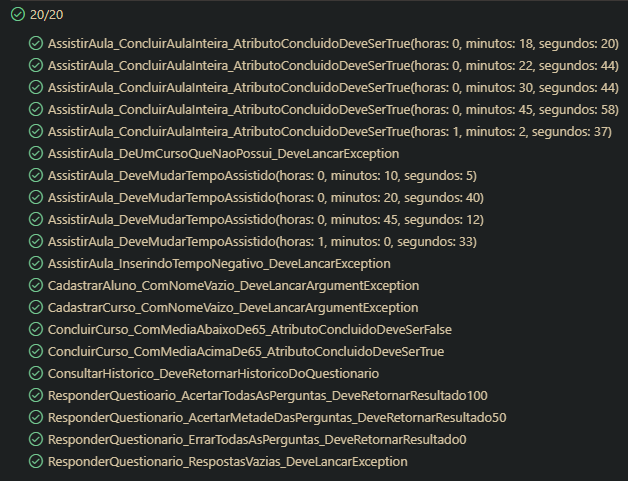 20/20
AssistirAula_ConcluirAulaInteira_AtributoConcluidoDeveSerTrue(horas: 0, minutos: 18, segundos: 20)
AssistirAula_ConcluirAulaInteira_AtributoConcluidoDeveSerTrue(horas: 0, minutos: 22, segundos: 44)
AssistirAula_ConcluirAulaInteira_AtributoConcluidoDeveSerTrue(horas: 0, minutos: 30, segundos: 44)
AssistirAula_ConcluirAulaInteira_AtributoConcluidoDeveSerTrue(horas: 0, minutos: 45, segundos: 58)
AssistirAula_ConcluirAulaInteira_AtributoConcluidoDeveSerTrue(horas: 1, minutos: 2, segundos: 37)
AssistirAula_DeUmCursoQueNaoPossui_DeveLancarException
AssistirAula_DeveMudarTempoAssistido(horas: 0, minutos: 10, segundos: 5)
AssistirAula_DeveMudarTempoAssistido(horas: 0, minutos: 20, segundos: 40)
AssistirAula_DeveMudarTempoAssistido(horas: 0, minutos: 45, segundos: 12)
AssistirAula_DeveMudarTempoAssistido(horas: 1, minutos: 0, segundos: 33)
AssistirAula_InserindoTempoNegativo_DeveLancarException
CadastrarAluno_ComNomeVazio_DeveLancarArgumentException
CadastrarCurso_ComNomeVaizo_DeveLancarArgumentException
ConcluirCurso_ComMediaAbaixoDe65_AtributoConcluidoDeveSerFalse
ConcluirCurso_ComMediaAcimaDe65_AtributoConcluidoDeveSerTrue
ConsultarHistorico_DeveRetornarHistoricoDoQuestionario
ResponderQuestioario_AcertarTodasAsPerguntas_DeveRetornarResultado100
ResponderQuestionario_AcertarMetadeDasPerguntas_DeveRetornarResultado50
ResponderQuestionario_ErrarTodasAsPerguntas_DeveRetornarResultado0
ResponderQuestionario_RespostasVazias_DeveLancarException